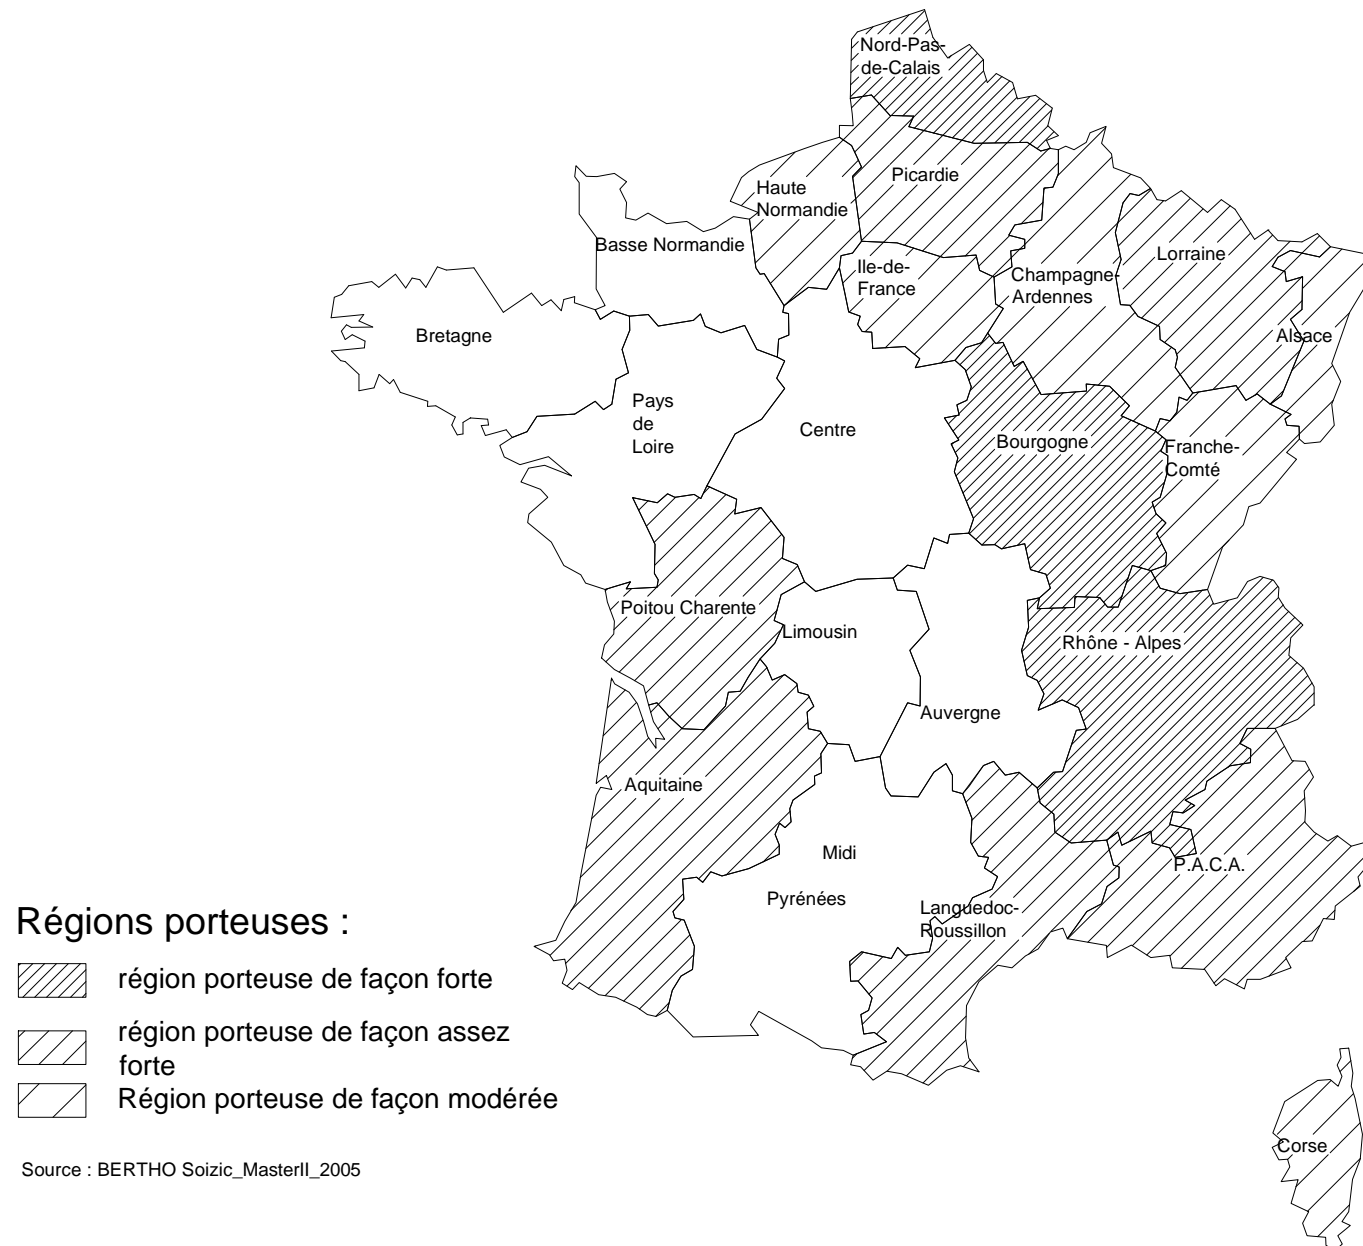 Nord-Pas-
de-Calais
Picardie
Haute
Normandie
Basse Normandie
Ile-de-
France
Champagne-
Ardennes
Lorraine
Alsace
Bretagne
Pays
de
Loire
Centre
Bourgogne
Franche-
Comté
Poitou Charente
Limousin
Rhône - Alpes
Auvergne
Aquitaine
Midi
Pyrénées
P.A.C.A.
Languedoc-
Roussillon
Corse
Régions porteuses :
région porteuse de façon forte
région porteuse de façon assez
forte
Région porteuse de façon modérée
Source : BERTHO Soizic_MasterII_2005